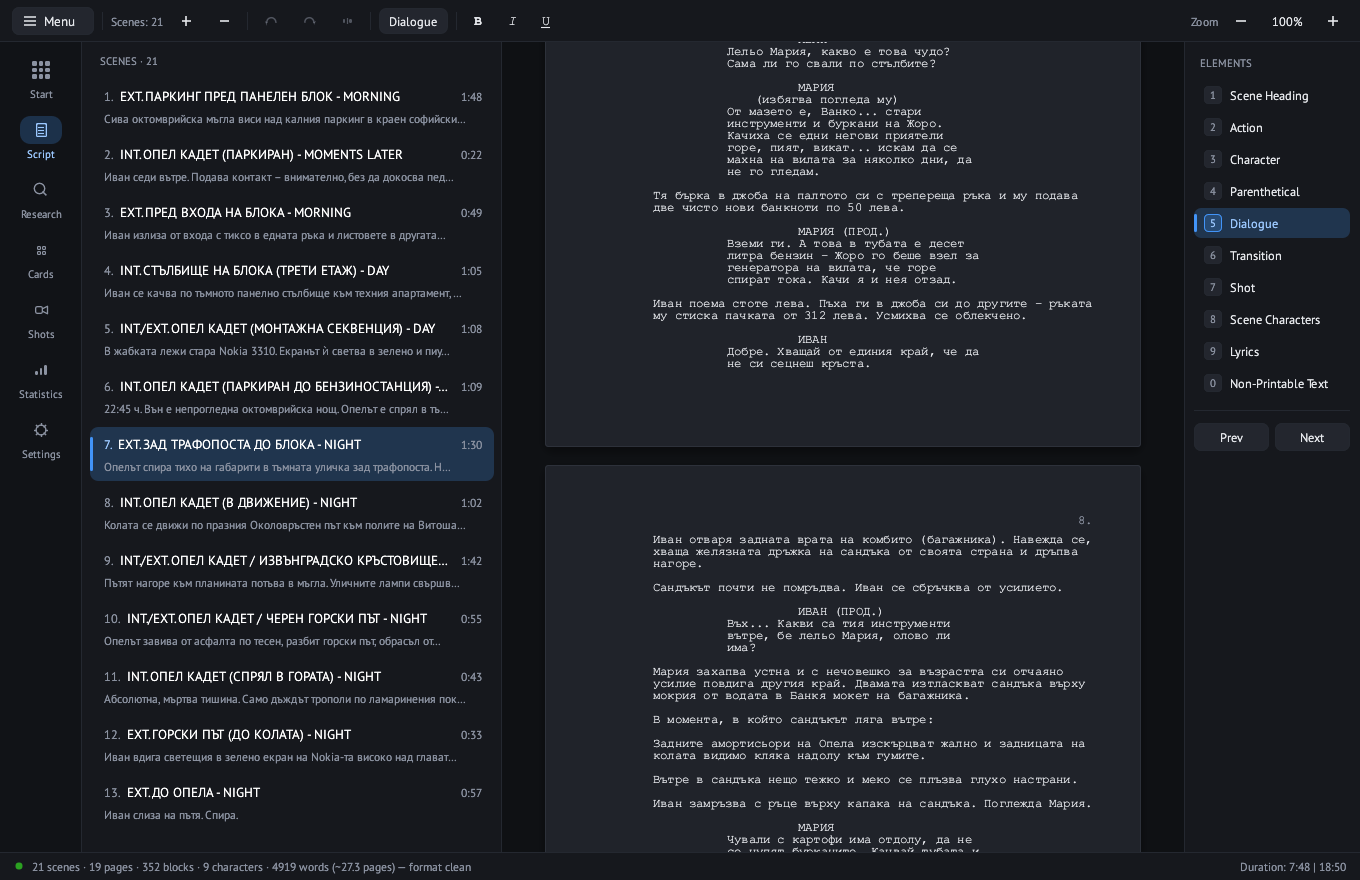 Menu
Scenes: 21
Dialogue
B I U
Zoom
100%
Start
Script
Research
Cards
Shots
Statistics
Settings
SCENES · 21
1. EXT.ПАРКИНГ ПРЕД ПАНЕЛЕН БЛОК - MORNING 1:48
Сива октомврийска мъгла виси над калния паркинг в краен софийски...
2. INT.ОПЕЛ КАДЕТ (ПАРКИРАН) - MOMENTS LATER 0:22
Иван седи вътре. Подава контакт – внимателно, без да докосва пед...
3. INT.ПРЕД ВХОДА НА БЛОКА - MORNING 0:49
Иван излиза от входа с тиксо в едната ръка и листовете в другата...
4. INT.СТЪЛБИЩЕ НА БЛОКА (ТРЕТИ ЕТАЖ) - DAY 1:05
Иван се качва по тъмното панелно стълбище към техния апартамент, ...
5. INT./EXT.ОПЕЛ КАДЕТ (МОНТАЖНА СЕКВЕНЦИЯ) - DAY 1:08
В жабката лежи стара Nokia 3310. Екранът ѝ светва в зелено и пиу...
6. INT.ОПЕЛ КАДЕТ (ПАРКИРАН ДО БЕНЗИНОСТАНЦИЯ) -... 1:09
22:45 ч. Вън е непрогледна октомврийска нощ. Опелът е спрял в тъ...
7. EXT.ЗАД ТРАФОПОСТА ДО БЛОКА - NIGHT 1:30
Опелът спира тихо на габарити в тъмната уличка зад трафопоста. Н...
8. INT.ОПЕЛ КАДЕТ (В ДВИЖЕНИЕ) - NIGHT 1:02
Колата се движи по празния Околовръстен път към полите на Витоша...
9. INT./EXT.ОПЕЛ КАДЕТ / ИЗВЪНГРАДСКО КРЪСТОВИЩЕ... 1:42
Пътят нагоре към планината потъва в мъгла. Уличните лампи свършв...
10. INT./EXT.ОПЕЛ КАДЕТ / ЧЕРЕН ГОРСКИ ПЪТ - NIGHT 0:55
Опелът завива от асфалта по тесен, разбит горски път, обрасъл от...
11. INT.ОПЕЛ КАДЕТ (СПРЯЛ В ГОРАТА) - NIGHT 0:43
Абсолютна, мъртва тишина. Само дъждът трополи по ламаринения пок...
12. EXT.ГОРСКИ ПЪТ (ДО КОЛАТА) - NIGHT 0:33
Иван вдига светещия в зелено екран на Nokia-та високо над глават...
13. EXT.ДО ОПЕЛА - NIGHT 0:57
Иван слиза на пътя. Спира.
Лельо Мария, какво е това чудо?
Сама ли го свали по стълбите?
МАРИЯ
(избягва погледа му)
От мазето е, Ванко... стари
инструменти и буркани на Жоро.
Качиха се едни негови приятели
горе, пият, викат... искам да се
махна на вилата за няколко дни, да
не го гледам.
Тя бърка в джоба на палтото си с трепереща ръка и му подава
две чисто нови банкноти по 50 лева.
МАРИЯ (ПРОД.)
Вземи ги. А това в тубата е десет
литра бензин – Жоро го беше взел за
генератора на вилата, че горе
спират тока. Качи я и нея отзад.
Иван поема стоте лева. Пъха ги в джоба си до другите – ръката
му стиска пачката от 312 лева. Усмихва се облекчено.
ИВАН
Добре. Хващай от единия край, че да
не си сецнеш кръста.
8.
Иван отваря задната врата на комбито (багажника). Навежда се,
хваща желязната дръжка на сандъка от своята страна и дръпва
нагоре.
Сандъкът почти не помръдва. Иван се сбръчква от усилието.
ИВАН (ПРОД.)
Въх... Какви са тия инструменти
вътре, бе лельо Мария, олово ли
има?
Мария захапва устна и с нечовешко за възрастта си отчаяно
усилие повдига другия край. Двамата изтласкват сандъка върху
мокрия от водата в Банкя мокет на багажника.
В момента, в който сандъкът ляга вътре:
Задните амортисьори на Опела изскърцват жално и задницата на
колата видимо кляка надолу към гумите.
Вътре в сандъка нещо тежко и меко се плъзва глухо настрани.
Иван замръзва с ръце върху капака на сандъка. Поглежда Мария.
МАРИЯ
Чували с картофи има отдолу, да не
ELEMENTS
1 Scene Heading
2 Action
3 Character
4 Parenthetical
5 Dialogue
6 Transition
7 Shot
8 Scene Characters
9 Lyrics
0 Non-Printable Text
Prev
Next
21 scenes · 19 pages · 352 blocks · 9 characters · 4919 words (~27.3 pages) — format clean
Duration: 7:48 | 18:50